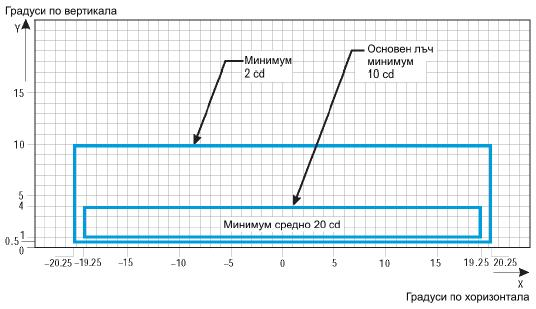 Градуси по вертикала
Y
Минимум
2 cd
Основен лъч
минимум
10 cd
15
10
5
4
Минимум средно 20 cd
1
0.5
0
−20.25 −19.25 −15 −10 −5 0 5 10 15 19.25 20.25
X
Градуси по хоризонтала